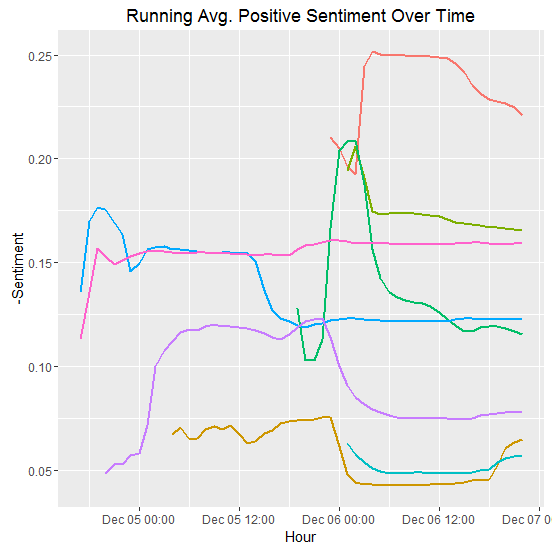 Running Avg. Positive Sentiment Over Time
0.25
0.20
0.15
0.10
0.05
-Sentiment
Dec 05 00:00 Dec 05 12:00 Dec 06 00:00 Dec 06 12:00 Dec 07 0
Hour